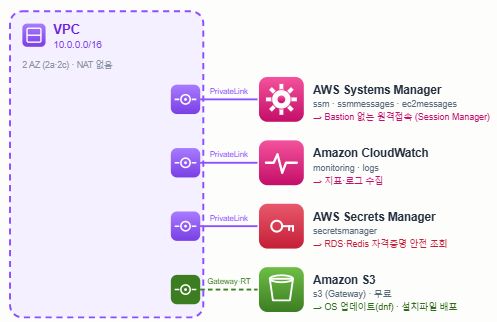 VPC
10.0.0.0/16
2 AZ (2a·2c) · NAT 없음
PrivateLink
AWS Systems Manager
ssm · ssmmessages · ec2messages
→ Bastion 없는 원격접속 (Session Manager)
PrivateLink
Amazon CloudWatch
monitoring · logs
→ 지표·로그 수집
PrivateLink
AWS Secrets Manager
secretsmanager
→ RDS·Redis 자격증명 안전 조회
Gateway·RT
Amazon S3
s3 (Gateway) · 무료
→ OS 업데이트(dnf) · 설치파일 배포